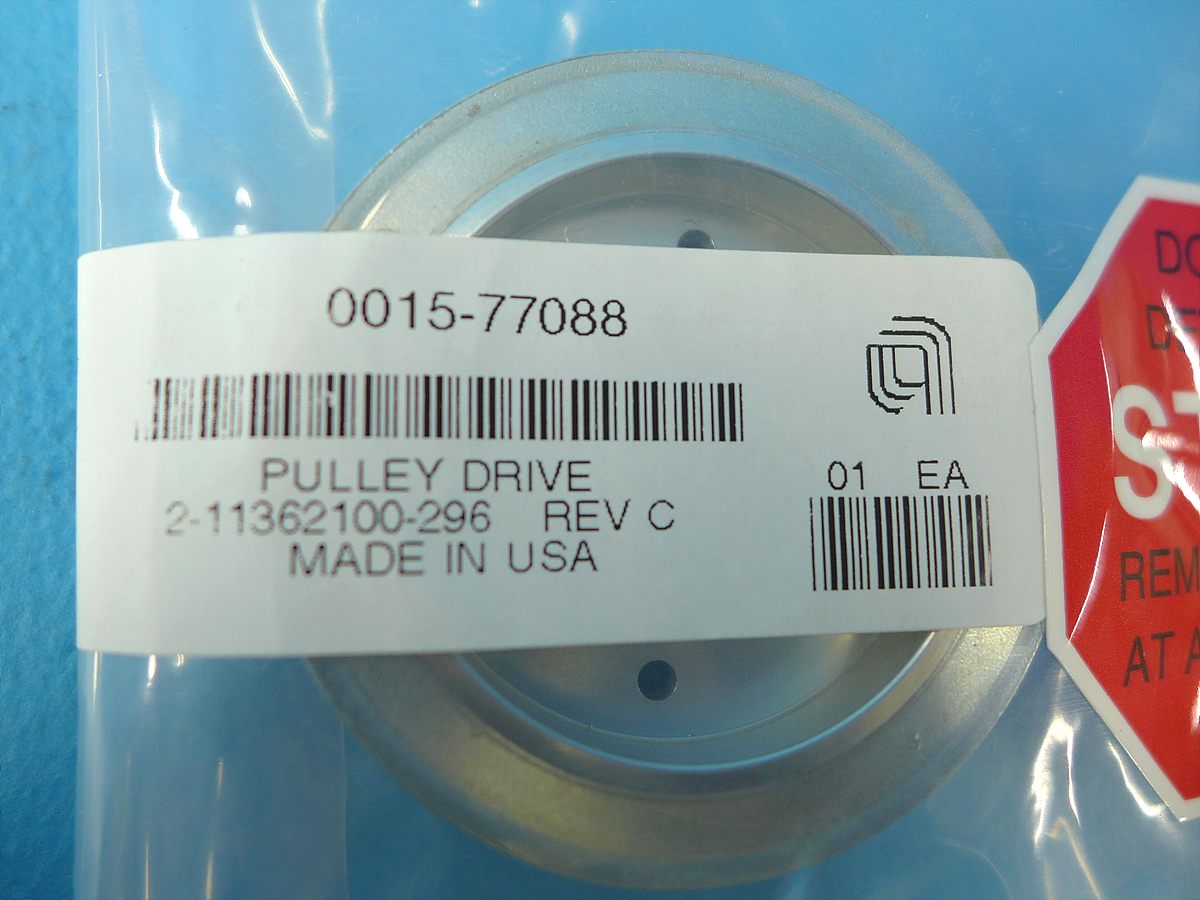 0015-77088
PULLEY DRIVE
2-11362100-296 REV C
MADE IN USA
01 EA